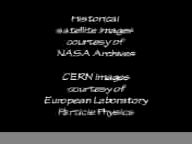 Historical
satellite images
courtesy of
NASA Archives
CERN images
courtesy of
European Laboratory
Particle Physics